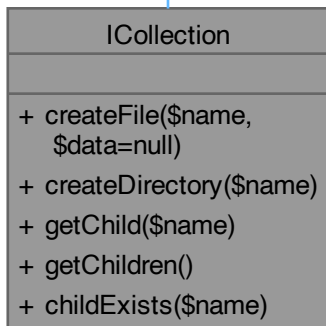 ICollection
+ createFile($name,
$data=null)
+ createDirectory($name)
+ getChild($name)
+ getChildren()
+ childExists($name)